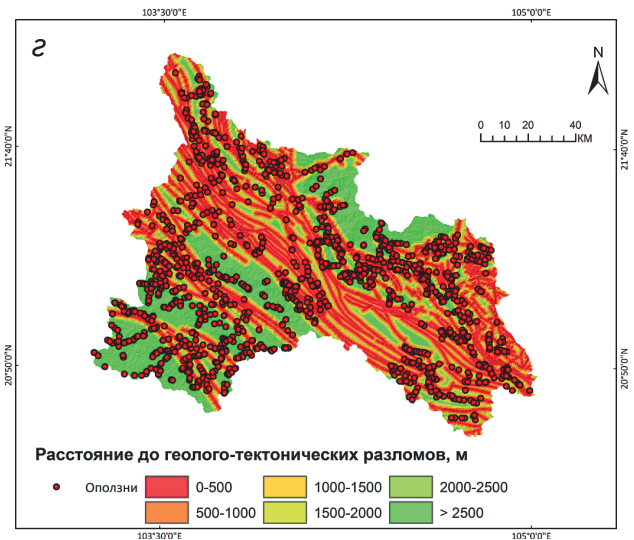 103°30'0"E 105°0'0"E
г
N
0 10 20 40
КМ
21°40'0"N 21°40'0"N
20°50'0"N 20°50'0"N
Расстояние до геолого-тектонических разломов, м
Оползни 0-500 1000-1500 2000-2500
500-1000 1500-2000 > 2500
103°30'0"E 105°0'0"E